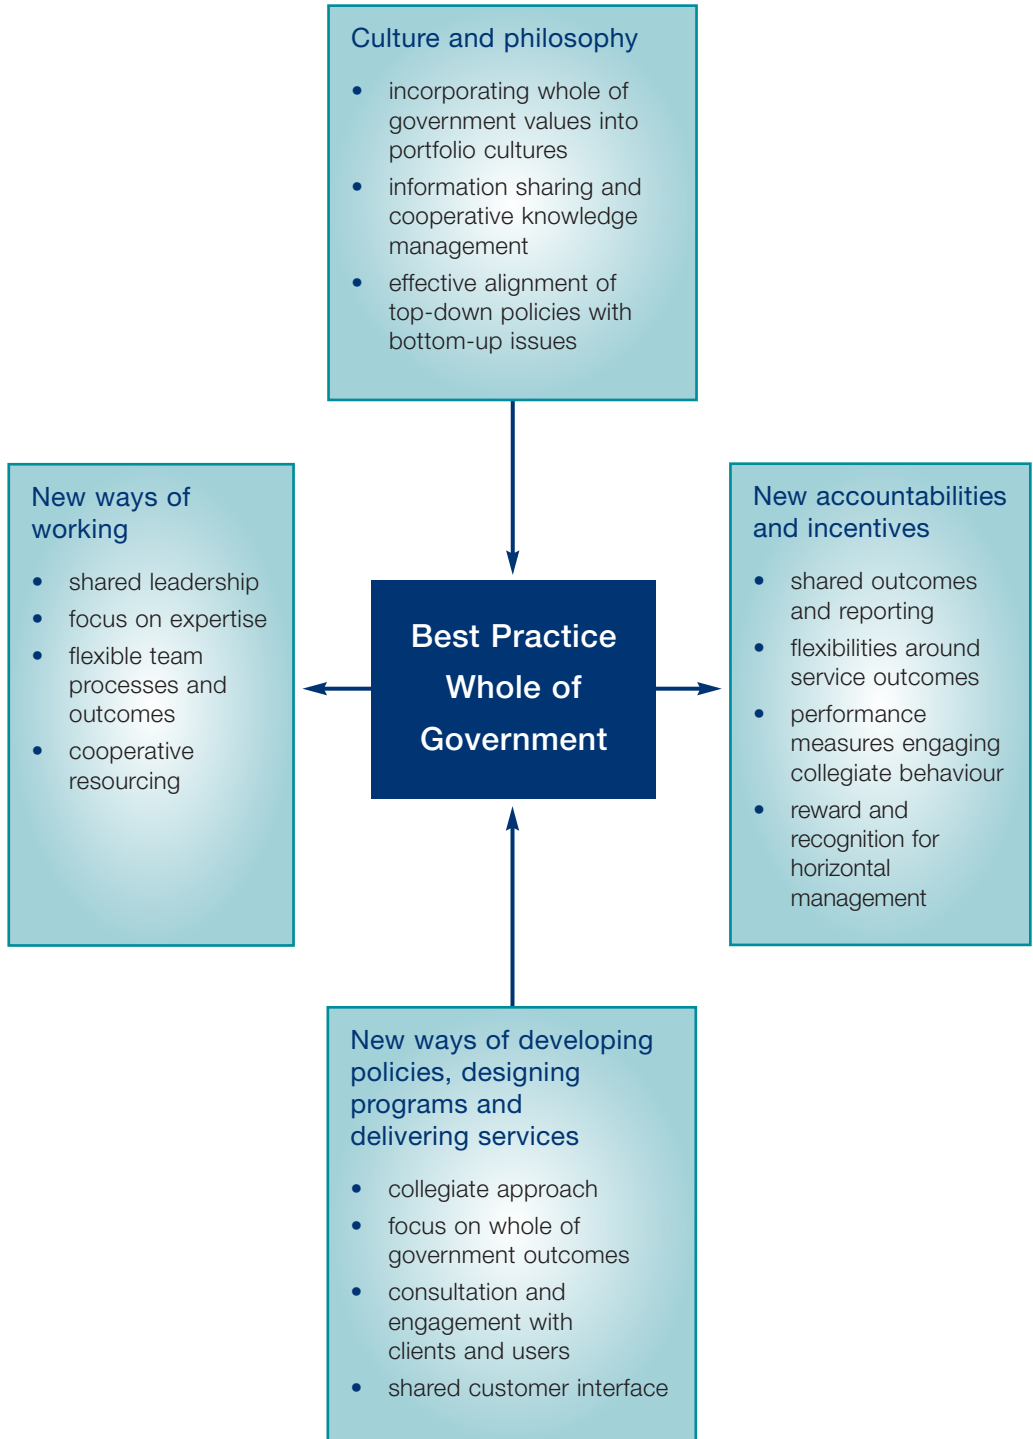 Culture and philosophy
• incorporating whole of
government values into
portfolio cultures
• information sharing and
cooperative knowledge
management
• effective alignment of
top-down policies with
bottom-up issues
New ways of
working
• shared leadership
• focus on expertise
• flexible team
processes and
outcomes
• cooperative
resourcing
Best Practice
Whole of
Government
New accountabilities
and incentives
• shared outcomes
and reporting
• flexibilities around
service outcomes
• performance
measures engaging
collegiate behaviour
• reward and
recognition for
horizontal
management
New ways of developing
policies, designing
programs and
delivering services
• collegiate approach
• focus on whole of
government outcomes
• consultation and
engagement with
clients and users
• shared customer interface